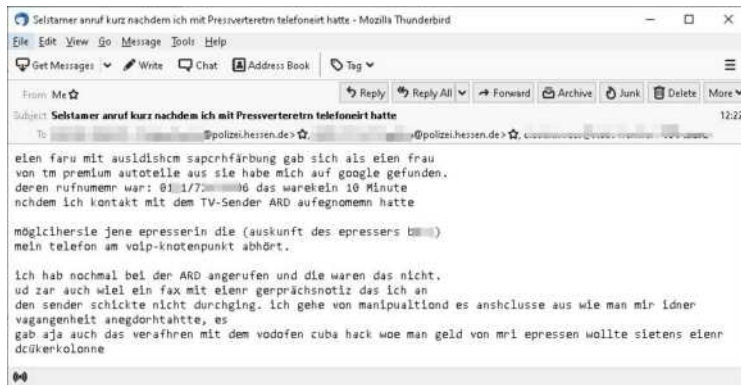 Selstamer anruf kurz nachdem ich mit Pressverteretrn telefoneirt hatte - Mozilla Thunderbird
File Edit View Go Message Tools Help
Get Messages Write Chat Address Book Tag
From Me Reply Reply All Forward Archive Junk Delete More
Subject Selstamer anruf kurz nachdem ich mit Pressverteretrn telefoneirt hatte 12:22
To @polizei.hessen.de> @polizei.hessen.de>
eien faru mit ausldishcm sapcrhfärbung gab sich als eien frau
von tm premium autoteile aus sie habe mich auf google gefunden.
deren rufnumemr war: 01 1/7 6 das warekein 10 Minute
nchdem ich kontakt mit dem TV-Sender ARD aufegnomemn hatte
möglcihersie jene epresserin die (auskunft des epressers b )
mein telefon am voip-knotenpunkt abhört.
ich hab nochmal bei der ARD angerufen und die waren das nicht.
ud zar auch wiel ein fax mit eienr gerprächsnotiz das ich an
den sender schickte nicht durchging. ich gehe von manipualtiond es anshclusse aus wie man mir idner
vagangenheit anegdorhtahtte, es
gab aja auch das verafhren mit dem vodofen cuba hack woe man geld von mri epressen wollte sietens eienr
dcükerkolonne